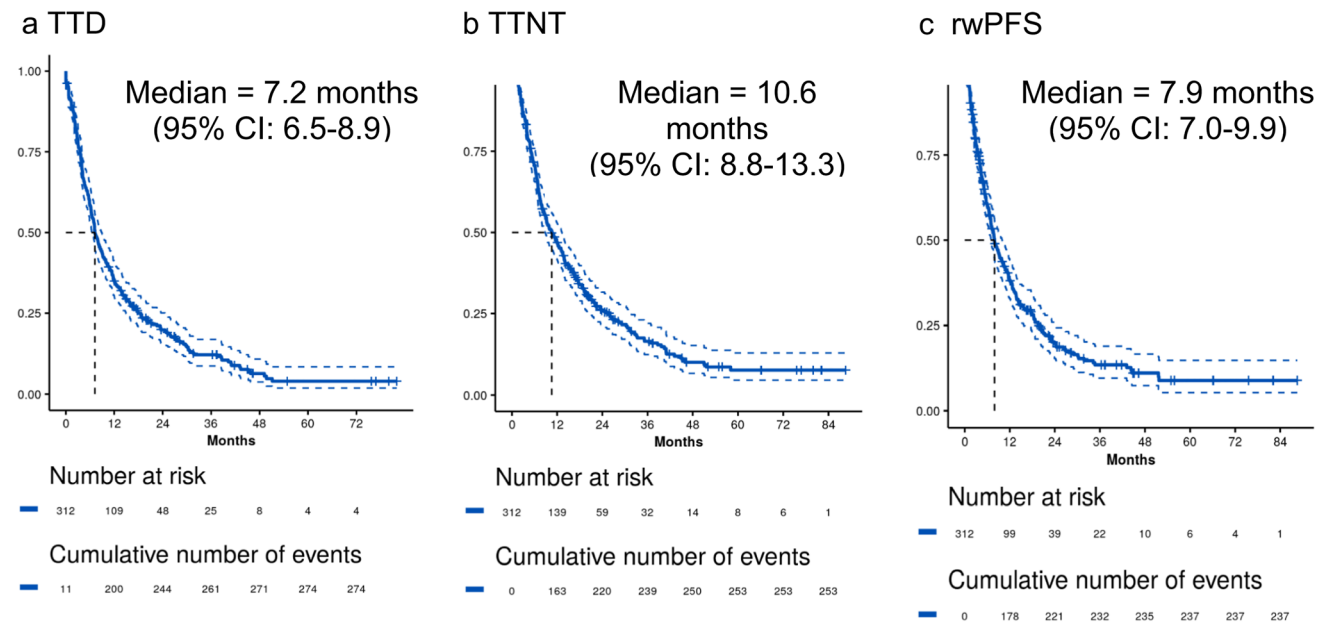 a TTD
1.00
0.75
0.50
0.25
0.00
Median = 7.2 months
(95% CI: 6.5-8.9)
0 12 24 36 48 60 72
Months
Number at risk
312 109 48 25 8 4 4
Cumulative number of events
11 200 244 261 271 274 274
b TTNT
0.75
0.50
0.25
0.00
Median = 10.6
months
(95% CI: 8.8-13.3)
0 12 24 36 48 60 72 84
Months
Number at risk
312 139 59 32 14 8 6 1
Cumulative number of events
0 163 220 239 250 253 253 253
c rwPFS
0.75
0.50
0.25
0.00
Median = 7.9 months
(95% CI: 7.0-9.9)
0 12 24 36 48 60 72 84
Months
Number at risk
312 99 39 22 10 6 4 1
Cumulative number of events
0 178 221 232 235 237 237 237